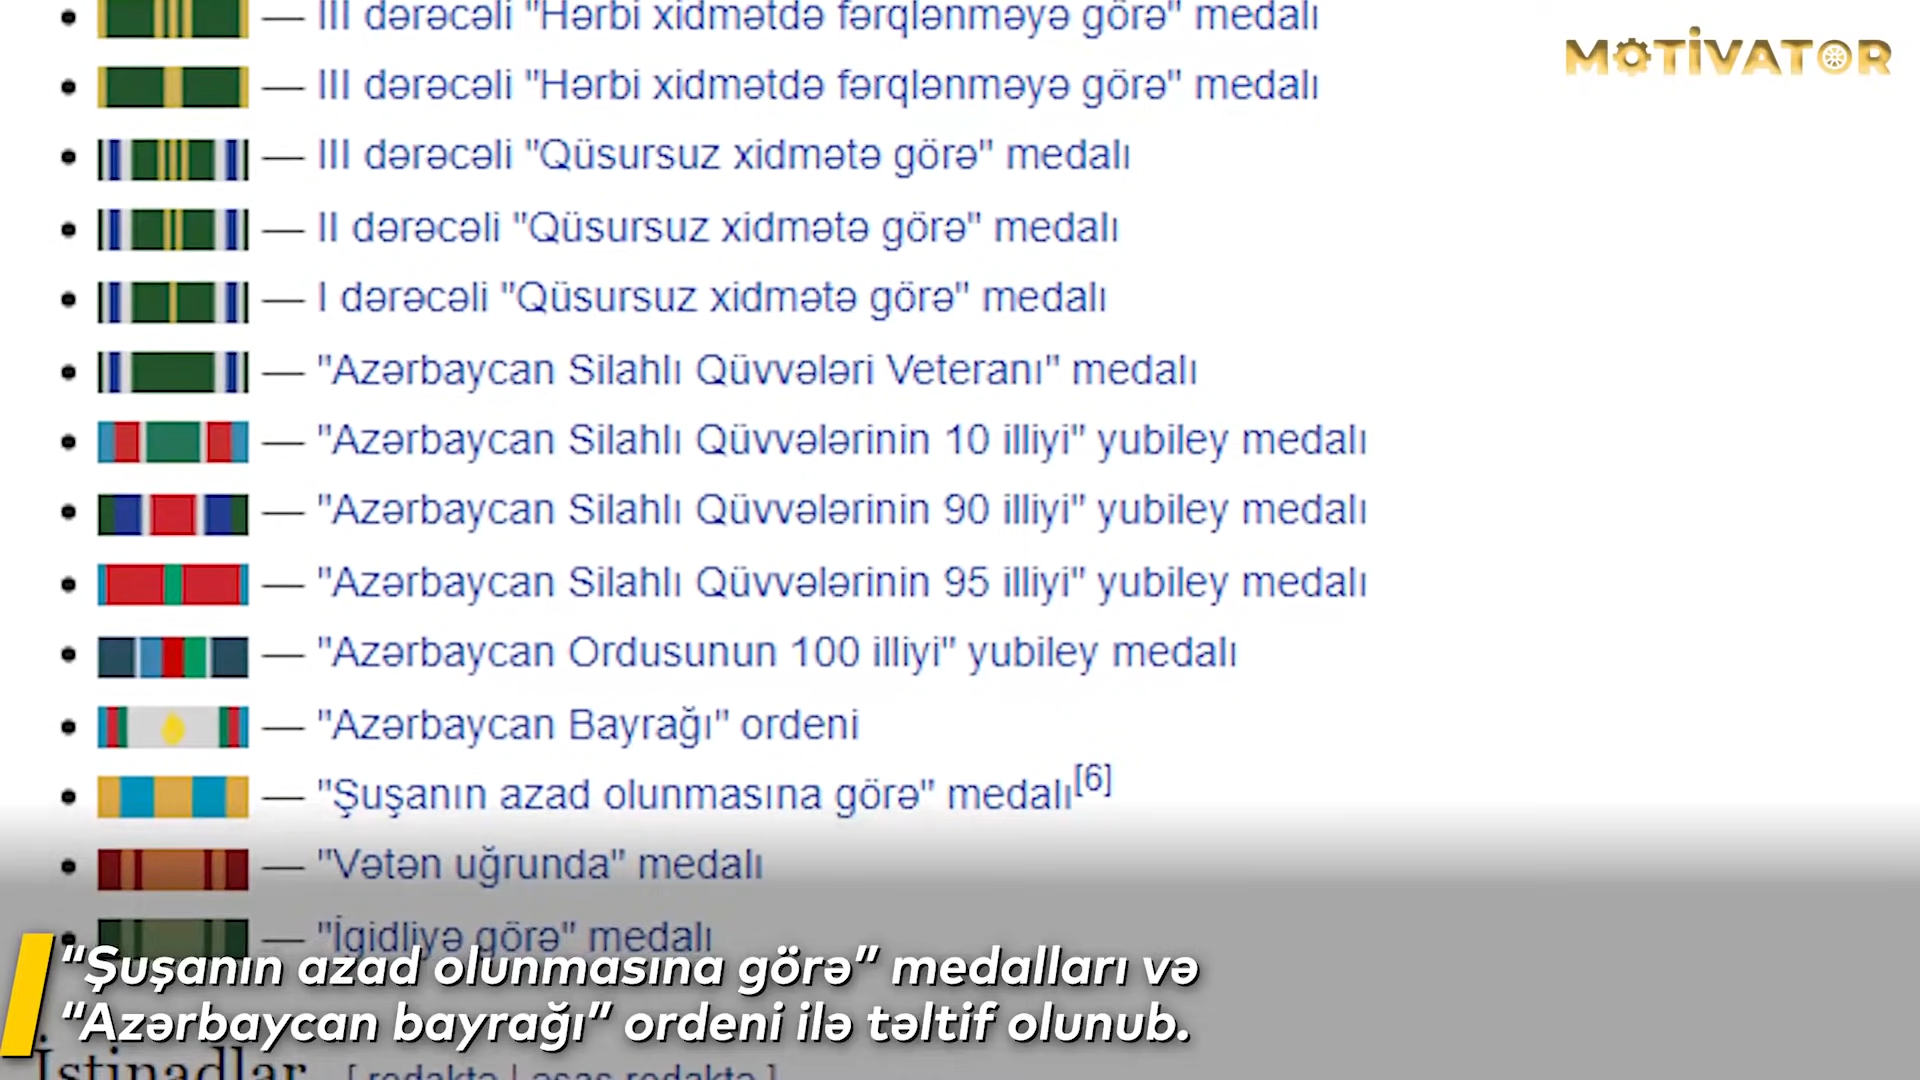 III dərəcəli "Hərbi xidmətdə fərqlənməyə görə" medalı
MOTİVATOR
— III dərəcəli "Hərbi xidmətdə fərqlənməyə görə" medalı
— III dərəcəli "Qüsursuz xidmətə görə" medalı
— II dərəcəli "Qüsursuz xidmətə görə" medalı
— I dərəcəli "Qüsursuz xidmətə görə" medalı
— "Azərbaycan Silahlı Qüvvələri Veteranı" medalı
— "Azərbaycan Silahlı Qüvvələrinin 10 illiyi" yubiley medalı
— "Azərbaycan Silahlı Qüvvələrinin 90 illiyi" yubiley medalı
— "Azərbaycan Silahlı Qüvvələrinin 95 illiyi" yubiley medalı
— "Azərbaycan Ordusunun 100 illiyi" yubiley medalı
— "Azərbaycan Bayrağı" ordeni
— "Şuşanın azad olunmasına görə" medalı[6]
— "Vətən uğrunda" medalı
— "İgidliyə görə" medalı
“Şuşanın azad olunmasına görə” medalları və
“Azərbaycan bayrağı” ordeni ilə təltif olunub.
İstinadlar [ redaktə | əsas redaktə ]